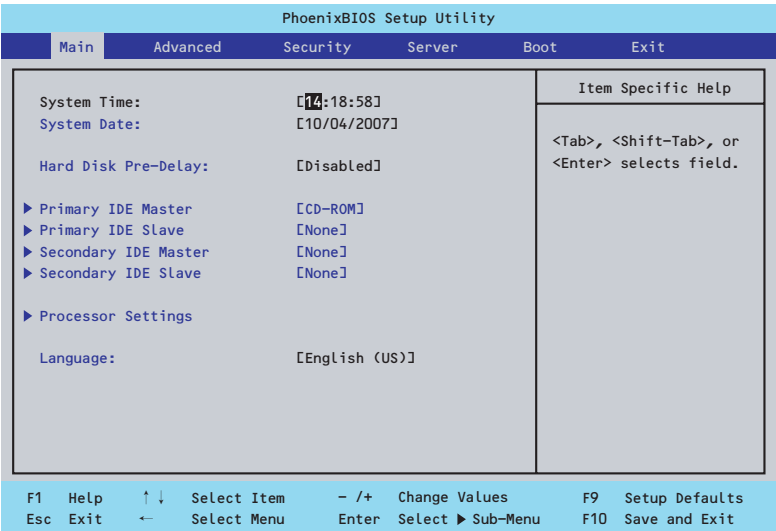 PhoenixBIOS Setup Utility
Main Advanced Security Server Boot Exit
Item Specific Help
System Time: [14:18:58]
System Date: [10/04/2007]
<Tab>, <Shift-Tab>, or
<Enter> selects field.
Hard Disk Pre-Delay: [Disabled]
▶ Primary IDE Master [CD-ROM]
▶ Primary IDE Slave [None]
▶ Secondary IDE Master [None]
▶ Secondary IDE Slave [None]
▶ Processor Settings
Language: [English (US)]
F1 Help ↑↓ Select Item - /+ Change Values F9 Setup Defaults
Esc Exit ← Select Menu Enter Select ▶ Sub-Menu F10 Save and Exit